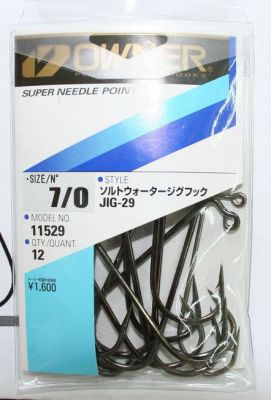 OWNER
SUPER NEEDLE POINT
SIZE/N°
7/0
MODEL NO.
11529
QTY/QUANT.
12
¥1,600
STYLE
ソルトウォータージグフック
JIG-29